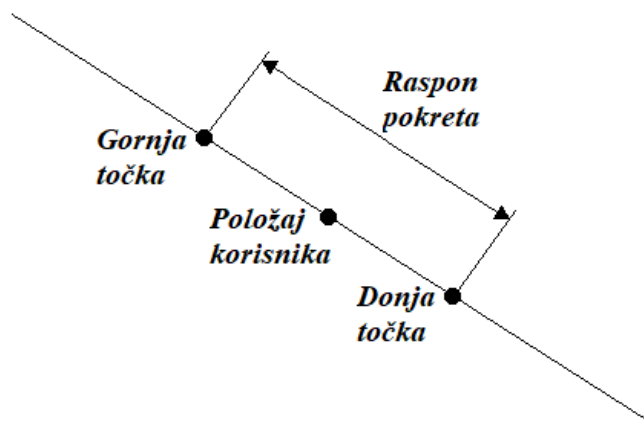 Raspon
pokreta
Gornja
točka
Položaj
korisnika
Donja
točka